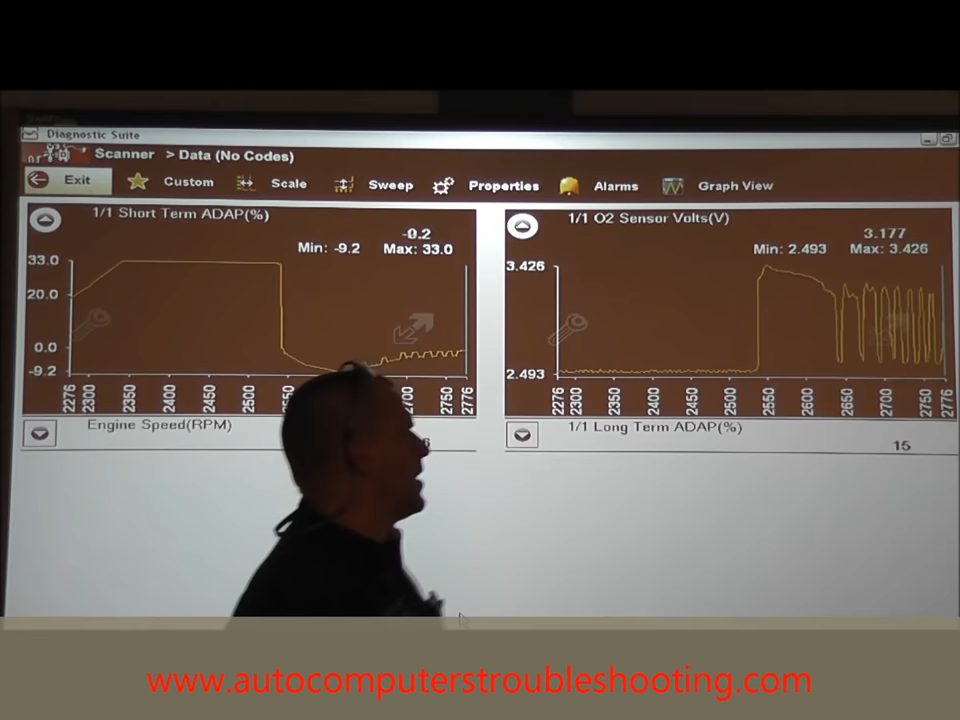 Diagnostic Suite
Scanner > Data (No Codes)
Exit Custom Scale Sweep Properties Alarms Graph View
1/1 Short Term ADAP(%)
-0.2
Min: -9.2 Max: 33.0
33.0
20.0
0.0
-9.2
2276 2300 2350 2400 2450 2500 2550 2700 2750 2776
Engine Speed(RPM)
1/1 O2 Sensor Volts(V)
3.177
Min: 2.493 Max: 3.426
3.426
2.493
2276 2300 2350 2400 2450 2500 2550 2600 2650 2700 2750 2776
1/1 Long Term ADAP(%)
15
www.autocomputerstroubleshooting.com